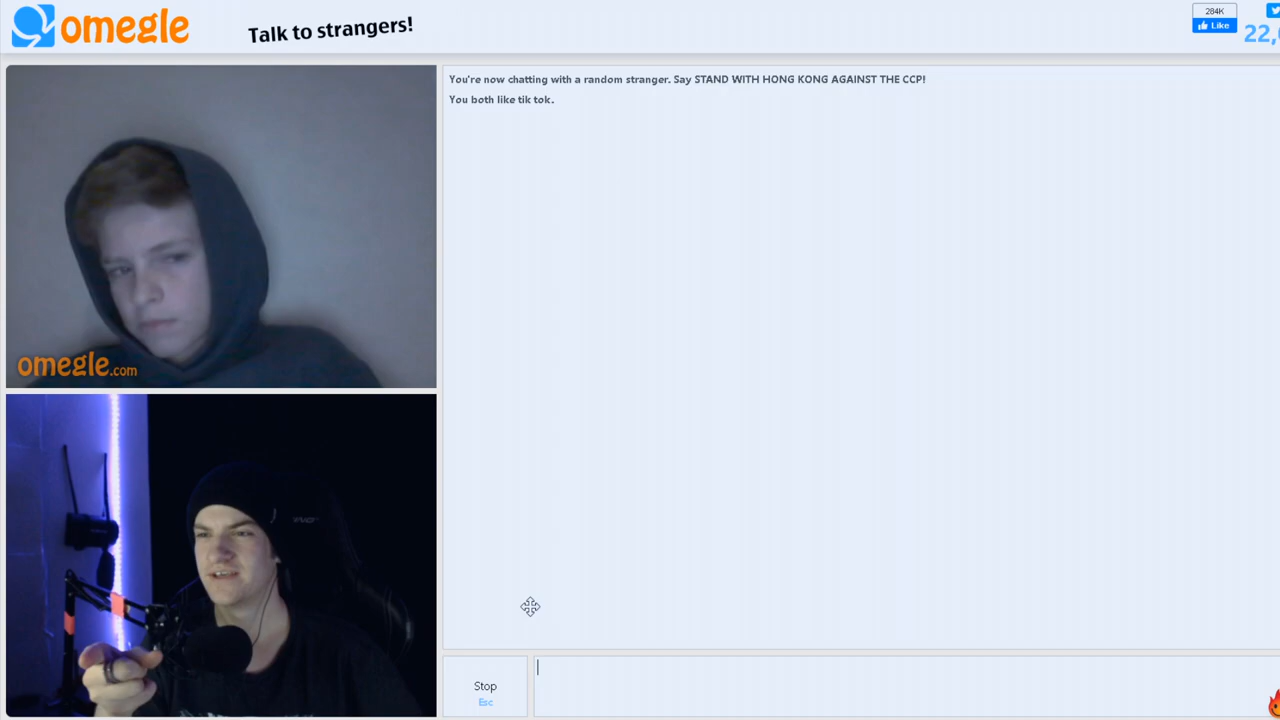 omegle
Talk to strangers!
284K
Like
22,
You're now chatting with a random stranger. Say STAND WITH HONG KONG AGAINST THE CCP!
You both like tik tok.
omegle.com
Stop
Esc